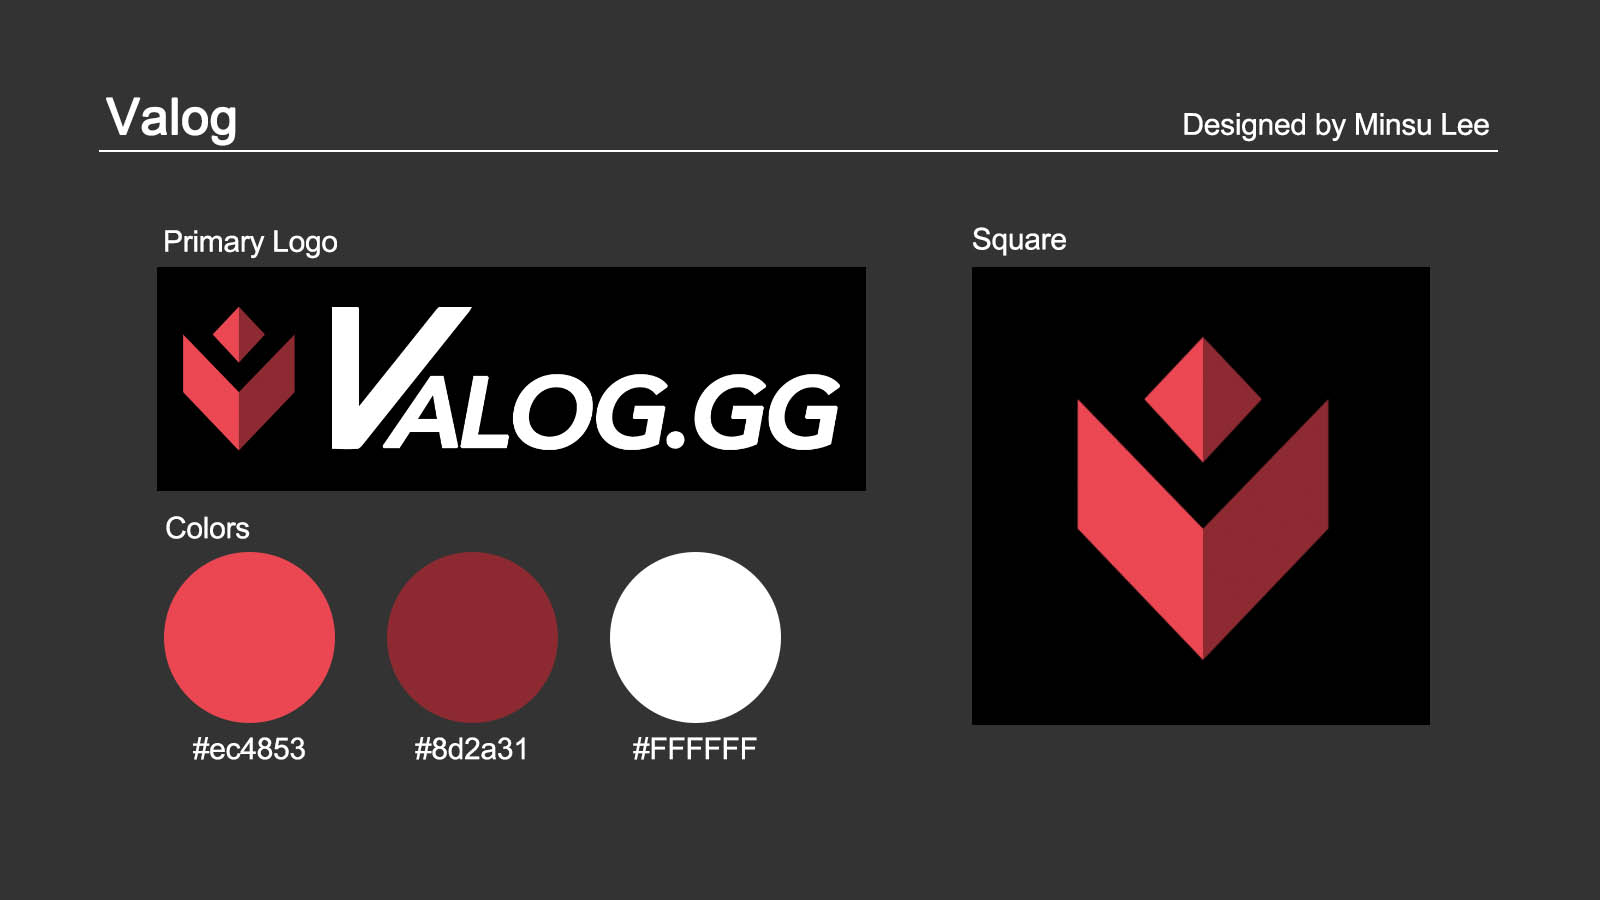 Valog
Designed by Minsu Lee
Primary Logo
VALOG.GG
Square
Colors
#ec4853
#8d2a31
#FFFFFF